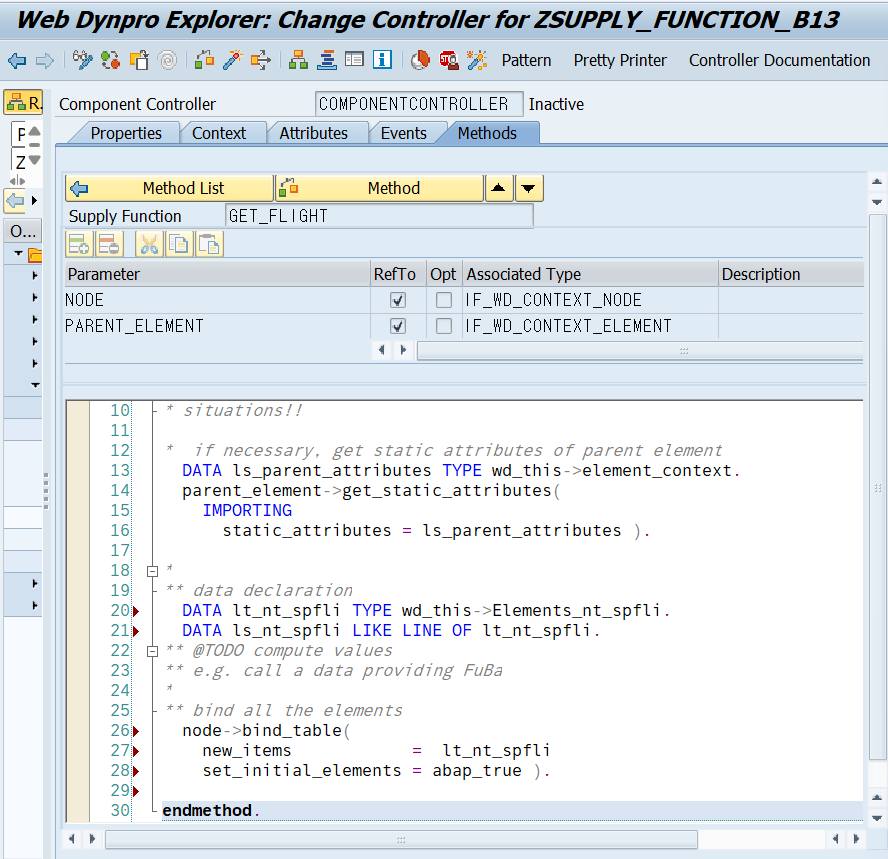 Web Dynpro Explorer: Change Controller for ZSUPPLY_FUNCTION_B13
Pattern Pretty Printer Controller Documentation
R.
Component Controller COMPONENTCONTROLLER Inactive
P
Z
Properties Context Attributes Events Methods
Method List Method
Supply Function GET_FLIGHT
O...
Parameter RefTo Opt Associated Type Description
NODE IF_WD_CONTEXT_NODE
PARENT_ELEMENT IF_WD_CONTEXT_ELEMENT
10 * situations!!
11
12 * if necessary, get static attributes of parent element
13 DATA ls_parent_attributes TYPE wd_this->element_context.
14 parent_element->get_static_attributes(
15 IMPORTING
16 static_attributes = ls_parent_attributes ).
17
18 *
19 ** data declaration
20 DATA lt_nt_spfli TYPE wd_this->Elements_nt_spfli.
21 DATA ls_nt_spfli LIKE LINE OF lt_nt_spfli.
22 ** @TODO compute values
23 ** e.g. call a data providing FuBa
24 *
25 ** bind all the elements
26 node->bind_table(
27 new_items = lt_nt_spfli
28 set_initial_elements = abap_true ).
29
30 endmethod.